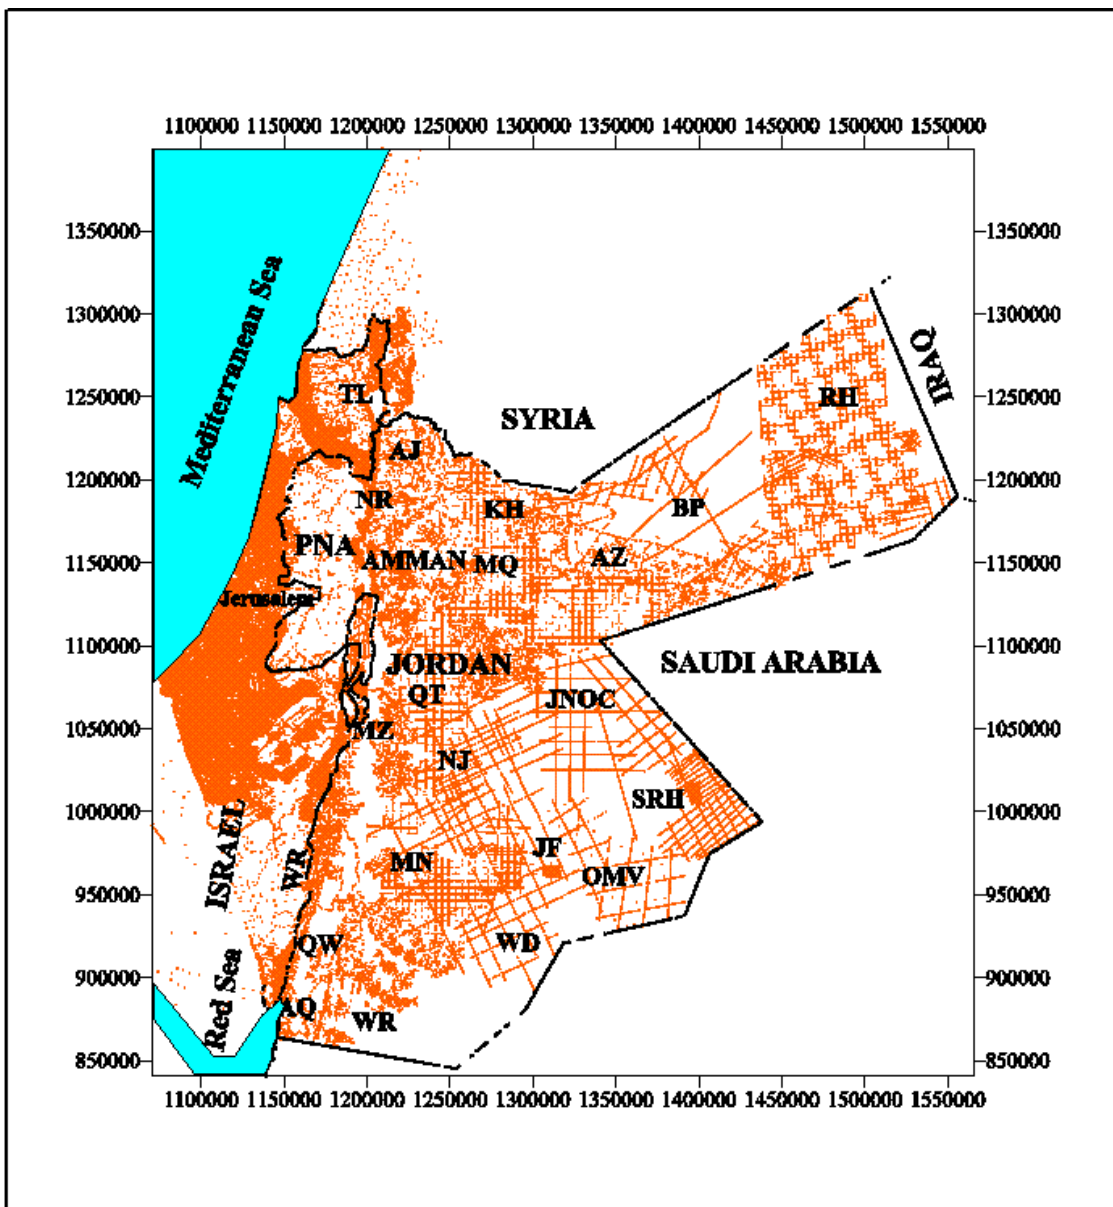 1100000 1150000 1200000 1250000 1300000 1350000 1400000 1450000 1500000 1550000
1350000 1350000
Mediterranean Sea
1300000 1300000
IRAQ
1250000 TL RH 1250000
SYRIA
AJ
1200000 1200000
NR KH BP
PNA
1150000 AMMAN MQ AZ 1150000
Jerusalem
1100000 1100000
JORDAN SAUDI ARABIA
QT JNOC
1050000 MZ 1050000
NJ
SRH
1000000 1000000
ISRAEL
WR MN JF
OMV
950000 950000
QW WD
Red Sea
900000 900000
AQ WR
850000 850000
1100000 1150000 1200000 1250000 1300000 1350000 1400000 1450000 1500000 1550000